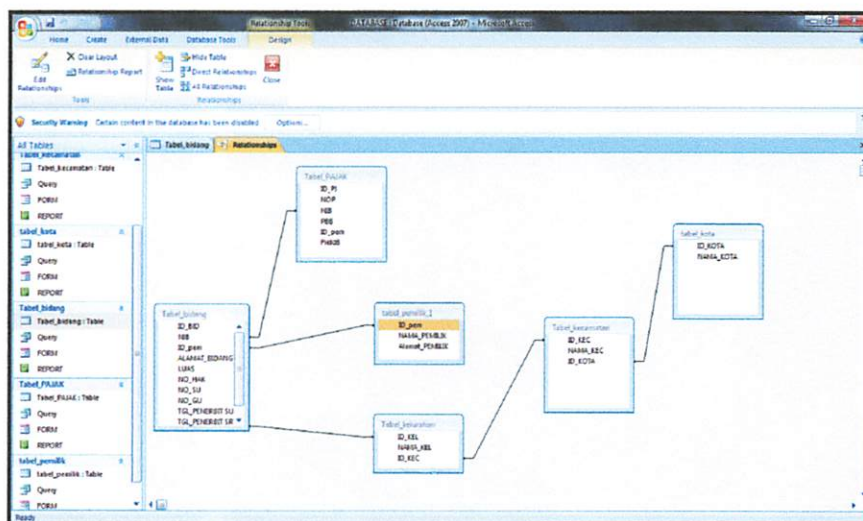 Relationship Tools
DATABASE : Database (Access 2007) - Microsoft Access
Home Create External Data Database Tools Design
Edit Relationships
Clear Layout
Relationship Report
Tools
Show Table
Hide Table
Direct Relationships
All Relationships
Close
Relationships
Security Warning Certain content in the database has been disabled Options...
All Tables
Tabel_kecamatan
Tabel_kecamatan : Table
Query
FORM
REPORT
tabel_kota
tabel_kota : Table
Query
FORM
REPORT
Tabel_bidang
Tabel_bidang : Table
Query
FORM
REPORT
Tabel_PAJAK
Tabel_PAJAK : Table
Query
FORM
REPORT
tabel_pemilik
tabel_pemilik : Table
Query
FORM
Tabel_bidang
Relationships
Tabel_PAJAK
ID_PJ
NOP
NIB
PBB
ID_pem
tabel_kota
ID_KOTA
NAMA_KOTA
Tabel_bidang
ID_BID
NIB
ID_pem
ALAMAT_BIDANG
LUAS
NO_HAK
NO_SU
NO_GU
TGL_PENERBIT SU
TGL_PENERBIT SR
tabel_pemilik_1
ID_pem
NAMA_PEMILIK
Alamat_PEMILIK
Tabel_kecamatan
ID_KEC
NAMA_KEC
ID_KOTA
Tabel_kelurahan
ID_KEL
NAMA_KEL
ID_KEC
Ready